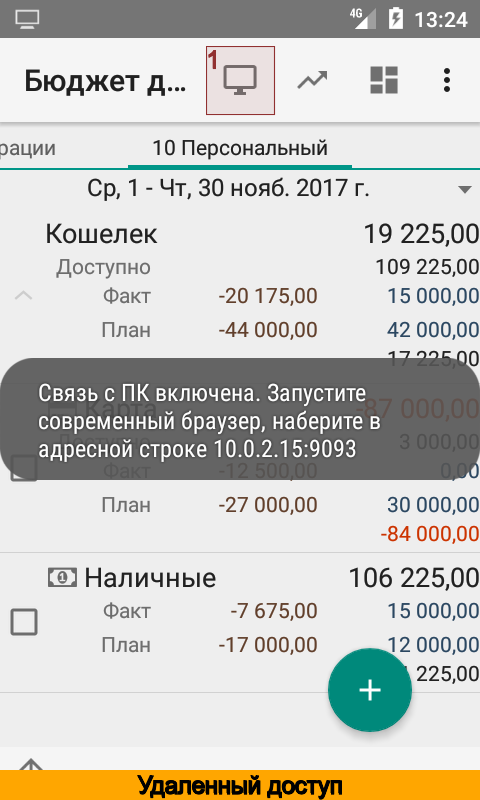 4G 13:24
1
Бюджет д...
рации 10 Персональный
Ср, 1 - Чт, 30 нояб. 2017 г.
Кошелек 19 225,00
Доступно 109 225,00
Факт -20 175,00 15 000,00
План -44 000,00 42 000,00
17 225,00
Связь с ПК включена. Запустите
современный браузер, наберите в
адресной строке 10.0.2.15:9093
Карта -87 000,00
Доступно 3 000,00
Факт -12 500,00 0,00
План -27 000,00 30 000,00
-84 000,00
Наличные 106 225,00
Факт -7 675,00 15 000,00
План -17 000,00 12 000,00
225,00
+
Удаленный доступ